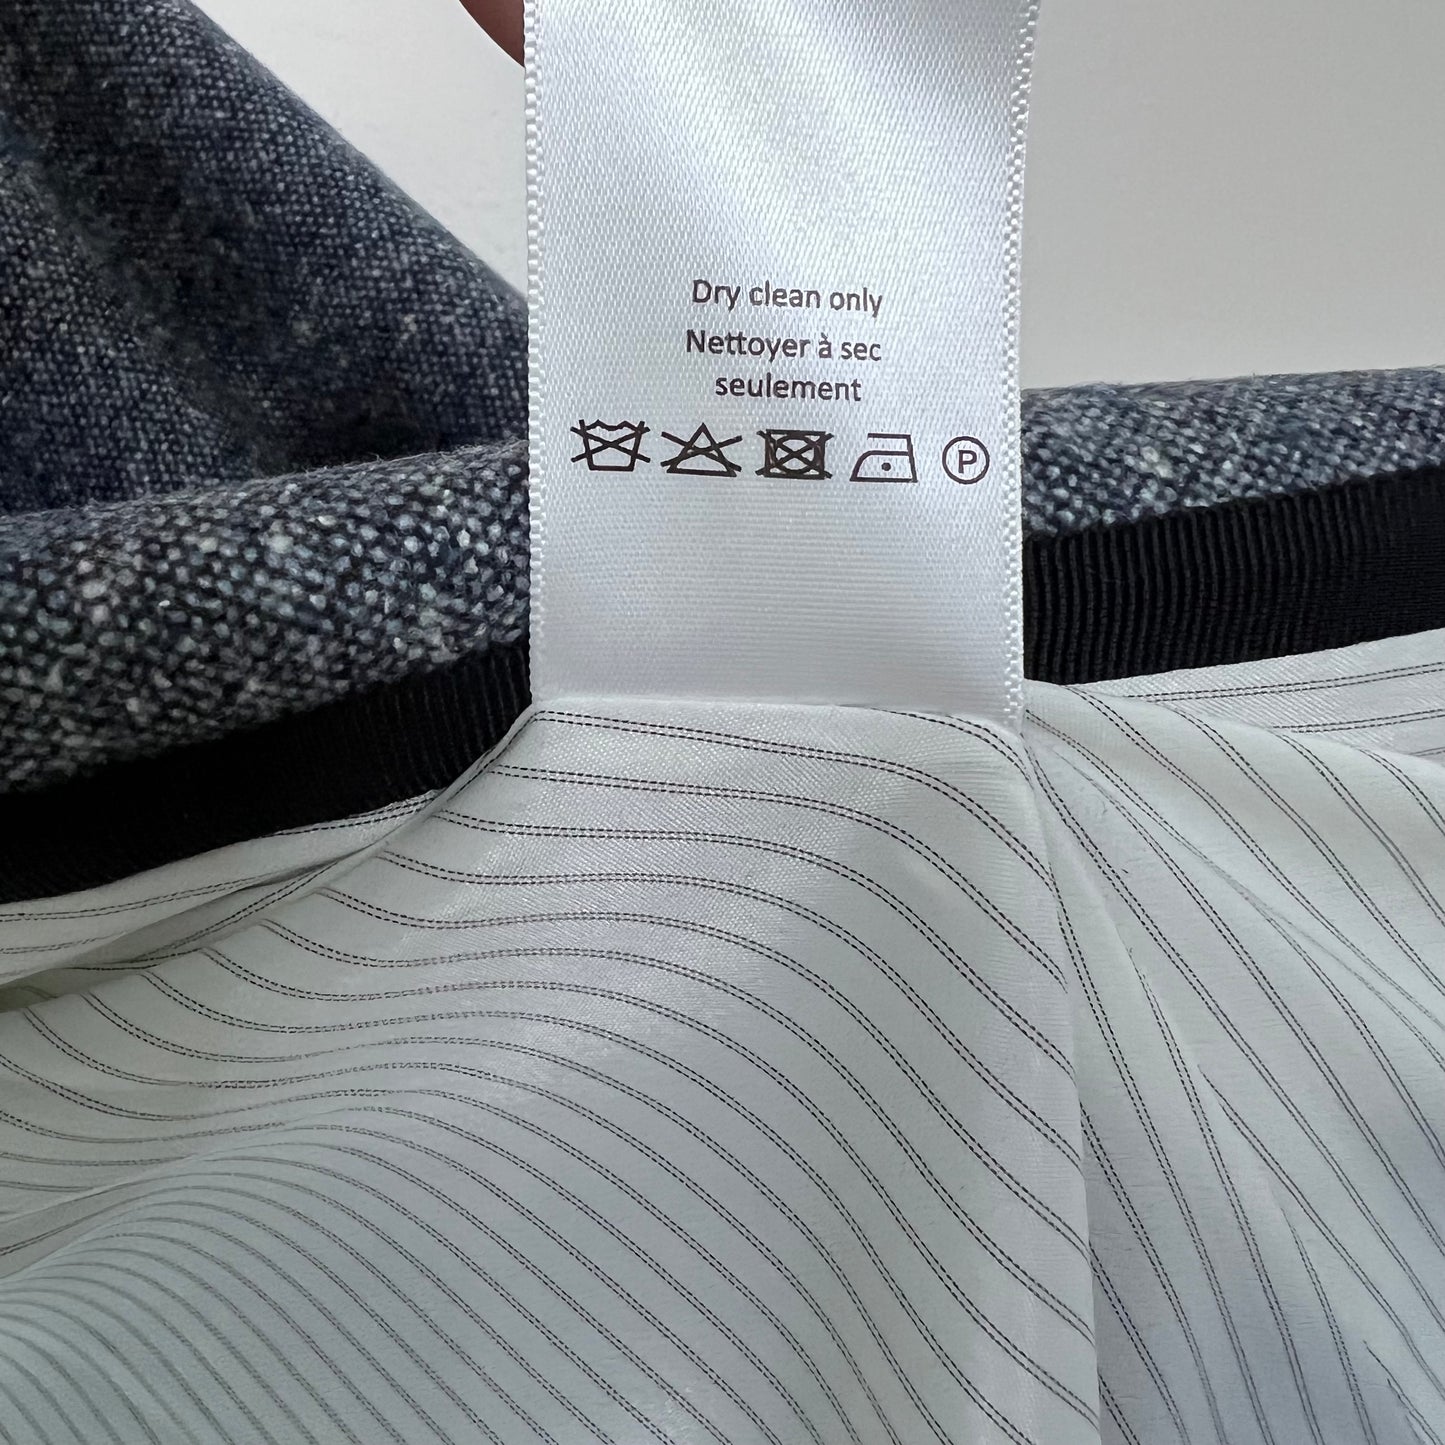 Dry clean only
Nettoyer à sec
seulement
P